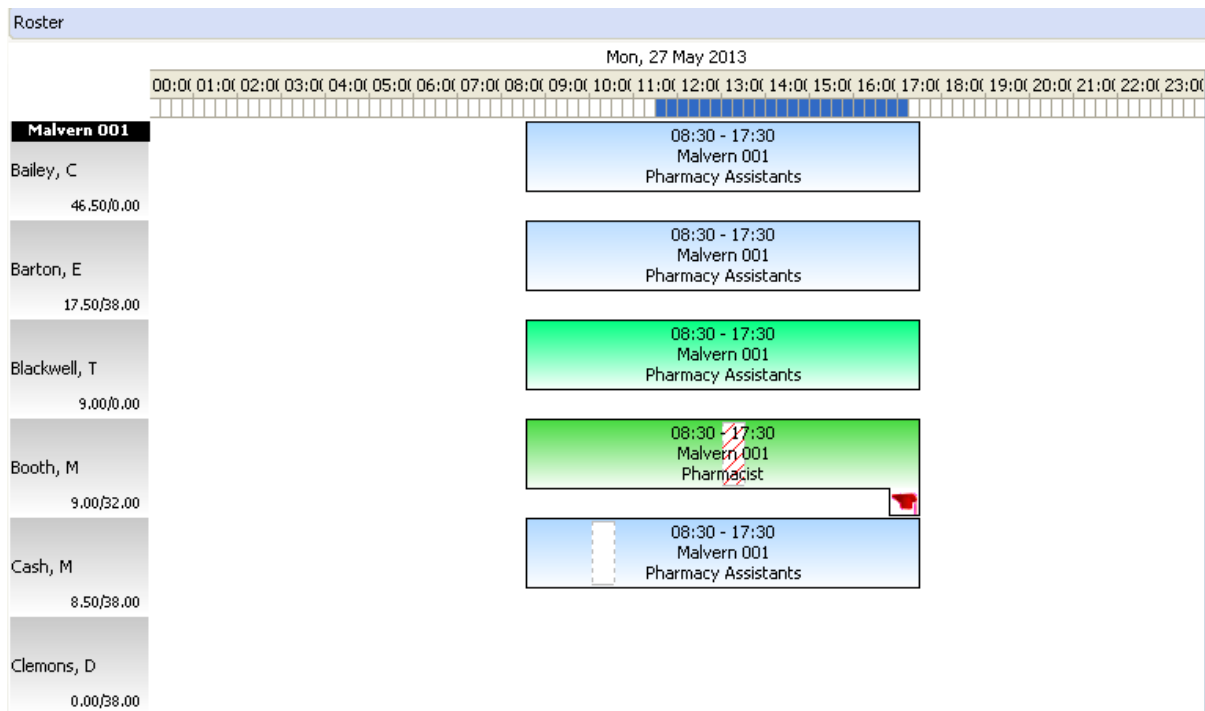 Roster
Mon, 27 May 2013
00:0( 01:0( 02:0( 03:0( 04:0( 05:0( 06:0( 07:0( 08:0( 09:0( 10:0( 11:0( 12:0( 13:0( 14:0( 15:0( 16:0( 17:0( 18:0( 19:0( 20:0( 21:0( 22:0( 23:0(
Malvern 001
Bailey, C
46.50/0.00
08:30 - 17:30
Malvern 001
Pharmacy Assistants
Barton, E
17.50/38.00
08:30 - 17:30
Malvern 001
Pharmacy Assistants
Blackwell, T
9.00/0.00
08:30 - 17:30
Malvern 001
Pharmacy Assistants
Booth, M
9.00/32.00
08:30 - 17:30
Malvern 001
Pharmacist
Cash, M
8.50/38.00
08:30 - 17:30
Malvern 001
Pharmacy Assistants
Clemons, D
0.00/38.00